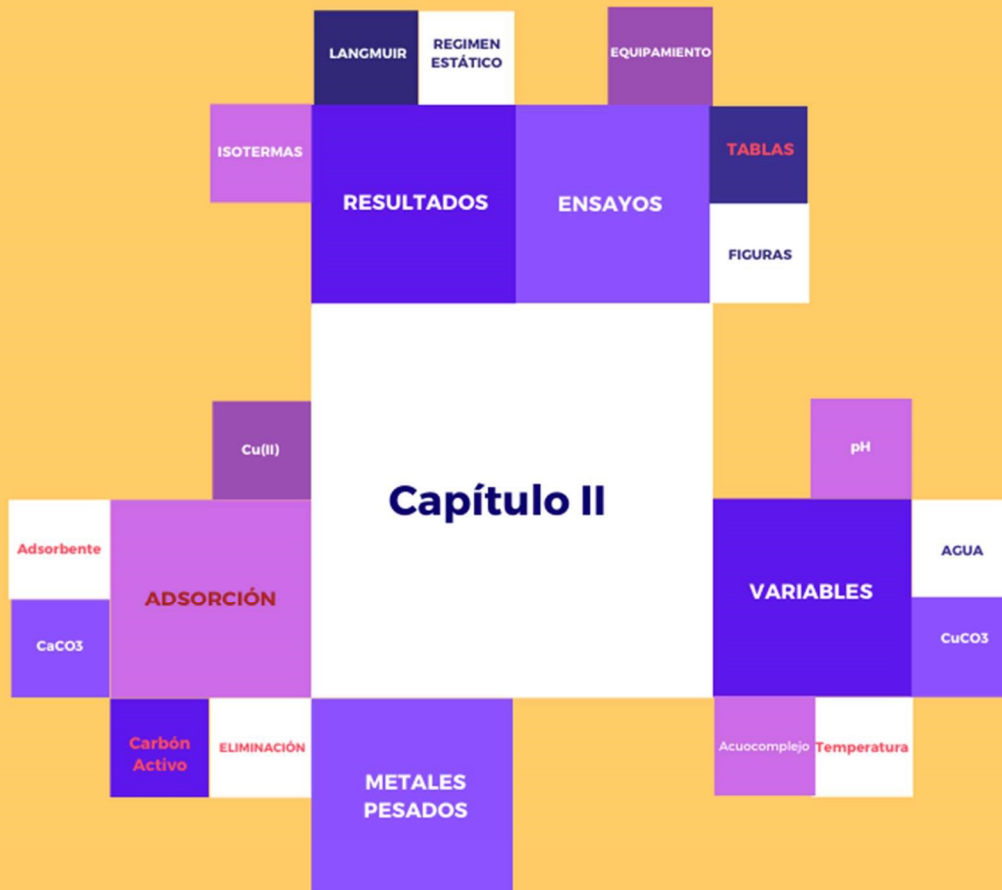 LANGMUIR
REGIMEN
ESTÁTICO
EQUIPAMIENTO
ISOTERMAS
TABLAS
RESULTADOS
ENSAYOS
FIGURAS
Cu(II)
pH
Capítulo II
Adsorbente
AGUA
ADSORCIÓN
VARIABLES
CaCO3
CuCO3
Carbón
Activo
ELIMINACIÓN
Acuocomplejo
Temperatura
METALES
PESADOS